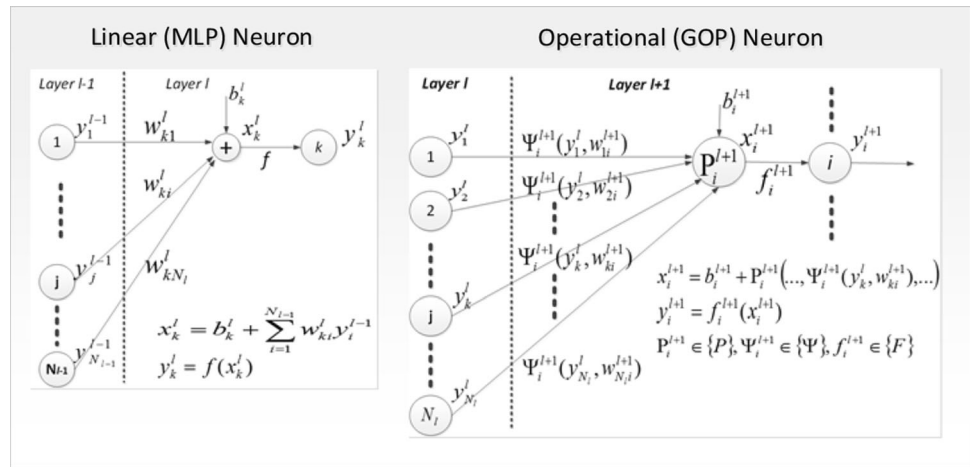 Linear (MLP) Neuron
Layer l-1
Layer l
b_k^l
1
y_1^{l-1}
w_{k1}^l
x_k^l
+
f
k
y_k^l
w_{ki}^l
j
y_j^{l-1}
w_{kN_l}^l
N_{l-1}
y_{N_{l-1}}^{l-1}
x_k^l = b_k^l + \sum_{i=1}^{N_{l-1}} w_{ki}^l y_i^{l-1}
y_k^l = f(x_k^l)
Operational (GOP) Neuron
Layer l
Layer l+1
b_i^{l+1}
1
y_1^l
Ψ_i^{l+1}(y_1^l, w_{1i}^{l+1})
P_i^{l+1}
x_i^{l+1}
f_i^{l+1}
i
y_i^{l+1}
2
y_2^l
Ψ_i^{l+1}(y_2^l, w_{2i}^{l+1})
j
y_k^l
Ψ_i^{l+1}(y_k^l, w_{ki}^{l+1})
N_l
y_{N_l}^l
Ψ_i^{l+1}(y_{N_l}^l, w_{N_l i}^{l+1})
x_i^{l+1} = b_i^{l+1} + P_i^{l+1}(..., Ψ_i^{l+1}(y_k^l, w_{ki}^{l+1}), ...)
y_i^{l+1} = f_i^{l+1}(x_i^{l+1})
P_i^{l+1} ∈ {P}, Ψ_i^{l+1} ∈ {Ψ}, f_i^{l+1} ∈ {F}